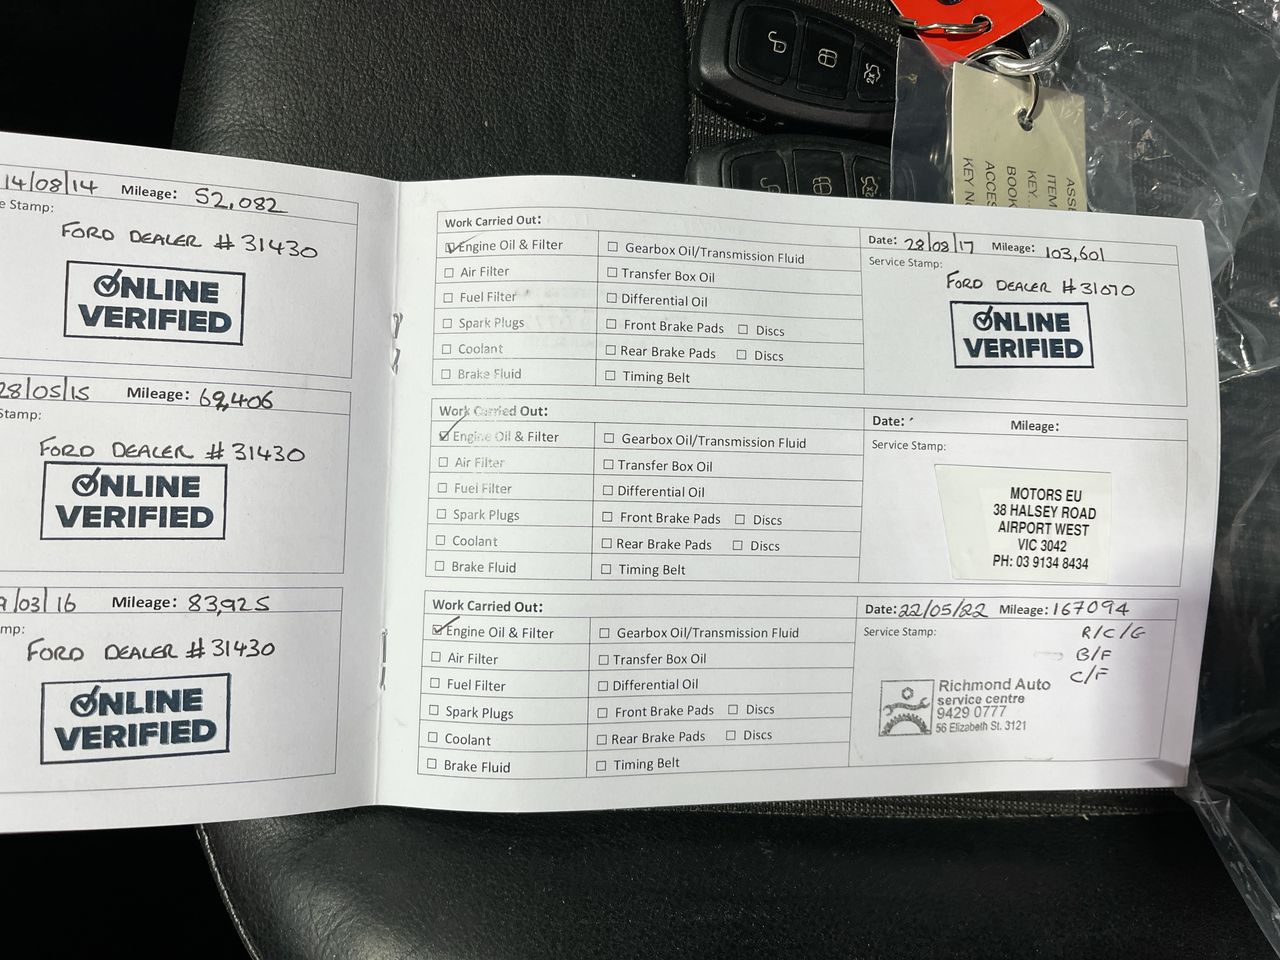 14/08/14 Mileage: 52,082
Stamp:
FORD DEALER # 31430
ONLINE
VERIFIED
28/05/15 Mileage: 69,406
Stamp:
FORD DEALER # 31430
ONLINE
VERIFIED
/03/16 Mileage: 83,925
FORD DEALER # 31430
ONLINE
VERIFIED
Work Carried Out:
Engine Oil & Filter Gearbox Oil/Transmission Fluid
Air Filter Transfer Box Oil
Fuel Filter Differential Oil
Spark Plugs Front Brake Pads Discs
Coolant Rear Brake Pads Discs
Brake Fluid Timing Belt
Date: 28/08/17 Mileage: 103,601
Service Stamp:
FORD DEALER # 31070
ONLINE
VERIFIED
Work Carried Out:
Engine Oil & Filter Gearbox Oil/Transmission Fluid
Air Filter Transfer Box Oil
Fuel Filter Differential Oil
Spark Plugs Front Brake Pads Discs
Coolant Rear Brake Pads Discs
Brake Fluid Timing Belt
Date: Mileage:
Service Stamp:
MOTORS EU
38 HALSEY ROAD
AIRPORT WEST
VIC 3042
PH: 03 9134 8434
Work Carried Out:
Engine Oil & Filter Gearbox Oil/Transmission Fluid
Air Filter Transfer Box Oil
Fuel Filter Differential Oil
Spark Plugs Front Brake Pads Discs
Coolant Rear Brake Pads Discs
Brake Fluid Timing Belt
Date: 22/05/22 Mileage: 167094
Service Stamp:
R/C/G
B/F
C/F
Richmond Auto
service centre
9429 0777
56 Elizabeth St. 3121
2x
KEY...
BOOK